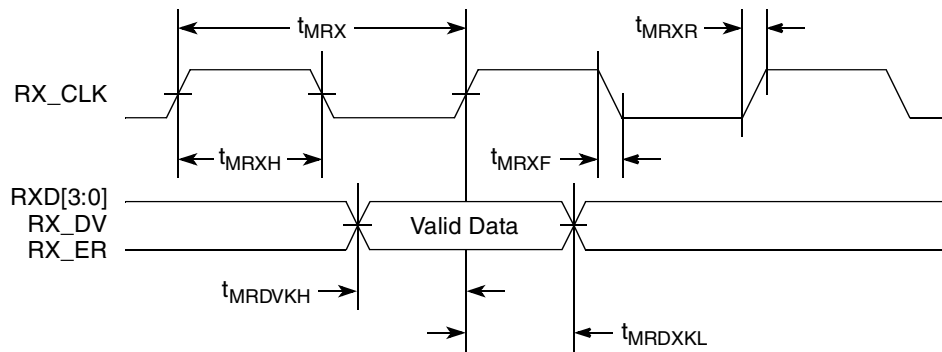 tMRX
tMRXR
RX_CLK
tMRXH
tMRXF
RXD[3:0]
RX_DV
RX_ER
Valid Data
tMRDVKH
tMRDXKL